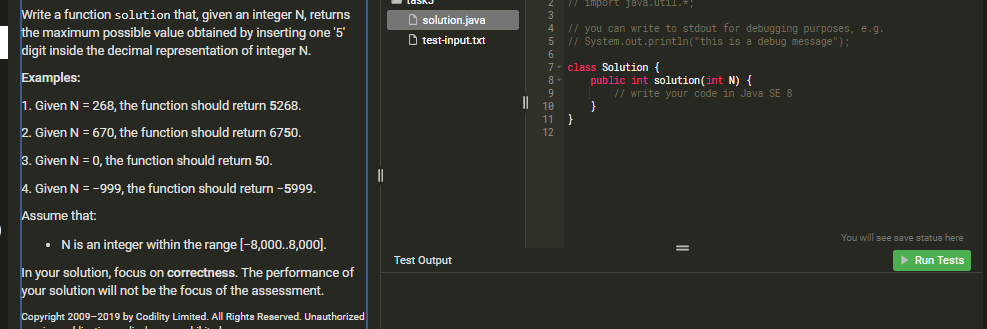 Write a function solution that, given an integer N, returns
the maximum possible value obtained by inserting one '5'
digit inside the decimal representation of integer N.
Examples:
1. Given N = 268, the function should return 5268.
2. Given N = 670, the function should return 6750.
3. Given N = 0, the function should return 50.
4. Given N = −999, the function should return −5999.
Assume that:
• N is an integer within the range [−8,000..8,000].
In your solution, focus on correctness. The performance of
your solution will not be the focus of the assessment.
Copyright 2009–2019 by Codility Limited. All Rights Reserved. Unauthorized
task3
solution.java
test-input.txt
2 // import java.util.*;
3
4 // you can write to stdout for debugging purposes, e.g.
5 // System.out.println("this is a debug message");
6
7 class Solution {
8 public int solution(int N) {
9 // write your code in Java SE 8
10 }
11 }
12
You will see save status here
Test Output
Run Tests